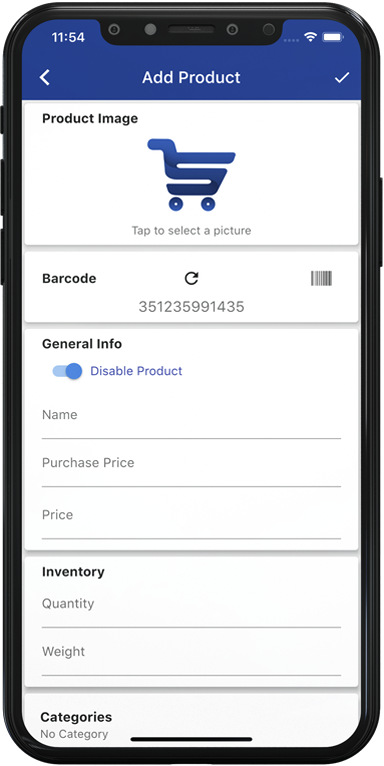 11:54
Add Product
Product Image
Tap to select a picture
Barcode
351235991435
General Info
Disable Product
Name
Purchase Price
Price
Inventory
Quantity
Weight
Categories
No Category